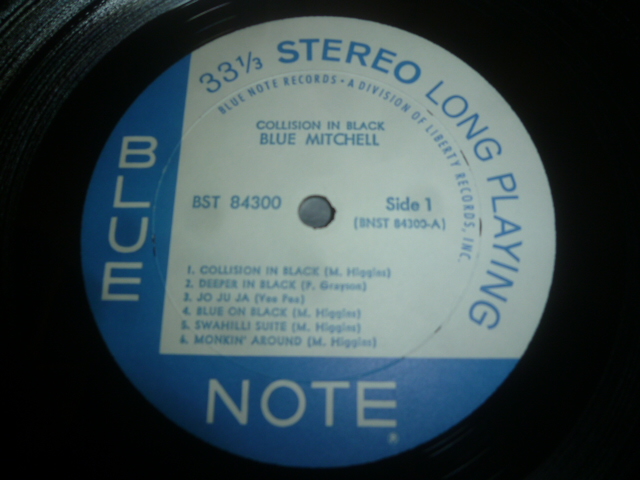 33⅓ STEREO LONG PLAYING
BLUE NOTE RECORDS • A DIVISION OF LIBERTY RECORDS, INC.
COLLISION IN BLACK
BLUE MITCHELL
BST 84300
Side 1
(BNST 84300-A)
1. COLLISION IN BLACK (M. Higgins)
2. DEEPER IN BLACK (P. Grayson)
3. JO JU JA (Vee Pea)
4. BLUE ON BLACK (M. Higgins)
5. SWAHILLI SUITE (M. Higgins)
6. MONKIN' AROUND (M. Higgins)
BLUE
NOTE
®